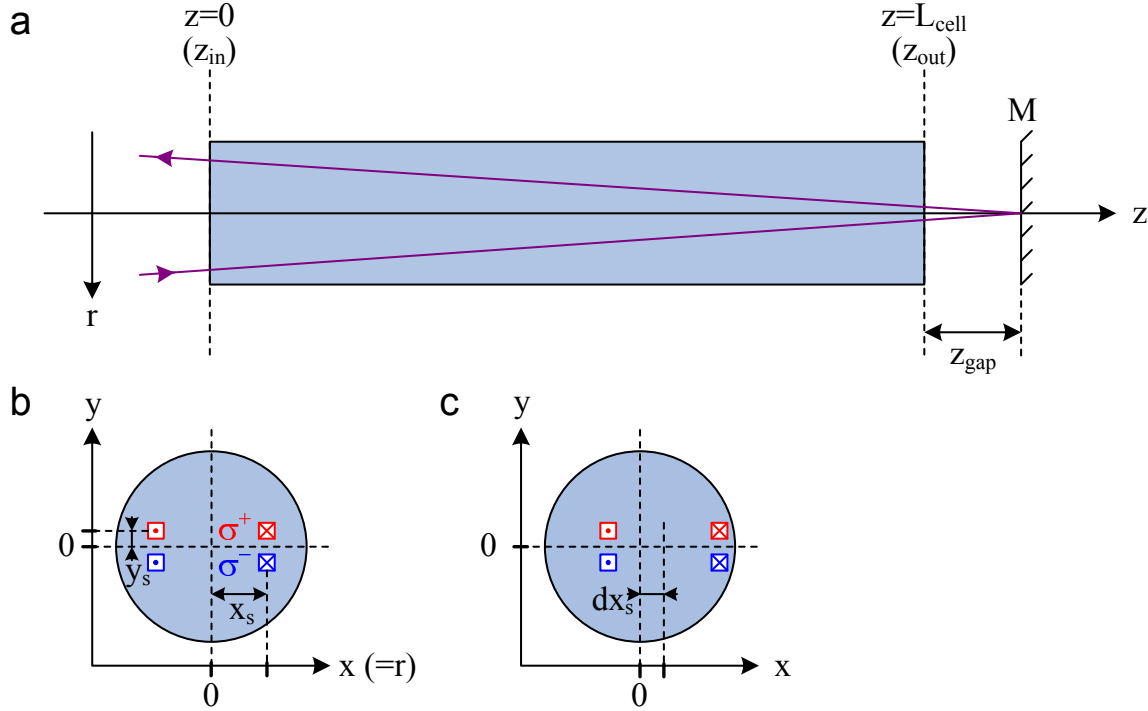 a
z=0
(z_in)
z=L_cell
(z_out)
M
z
r
z_gap
b
y
σ⁺
σ⁻
0
y_s
x_s
x (=r)
0
c
y
0
dx_s
x
0